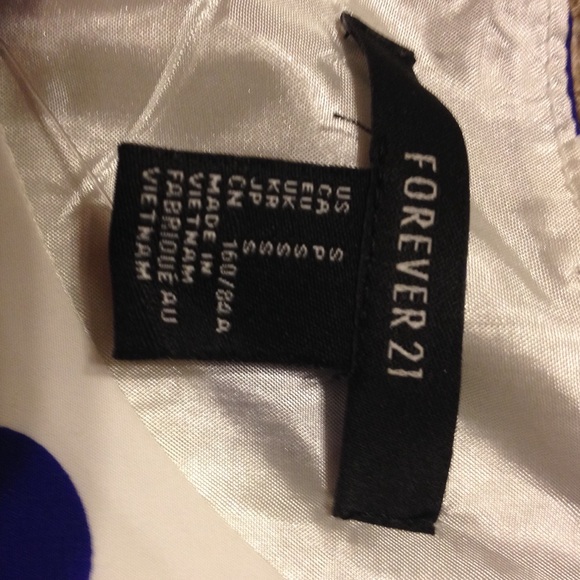 FOREVER 21
US S
CA P
EU S
UK S
KR S
JP S
CN 160/84A
MADE IN
VIETNAM
FABRIQUÉ AU
VIETNAM